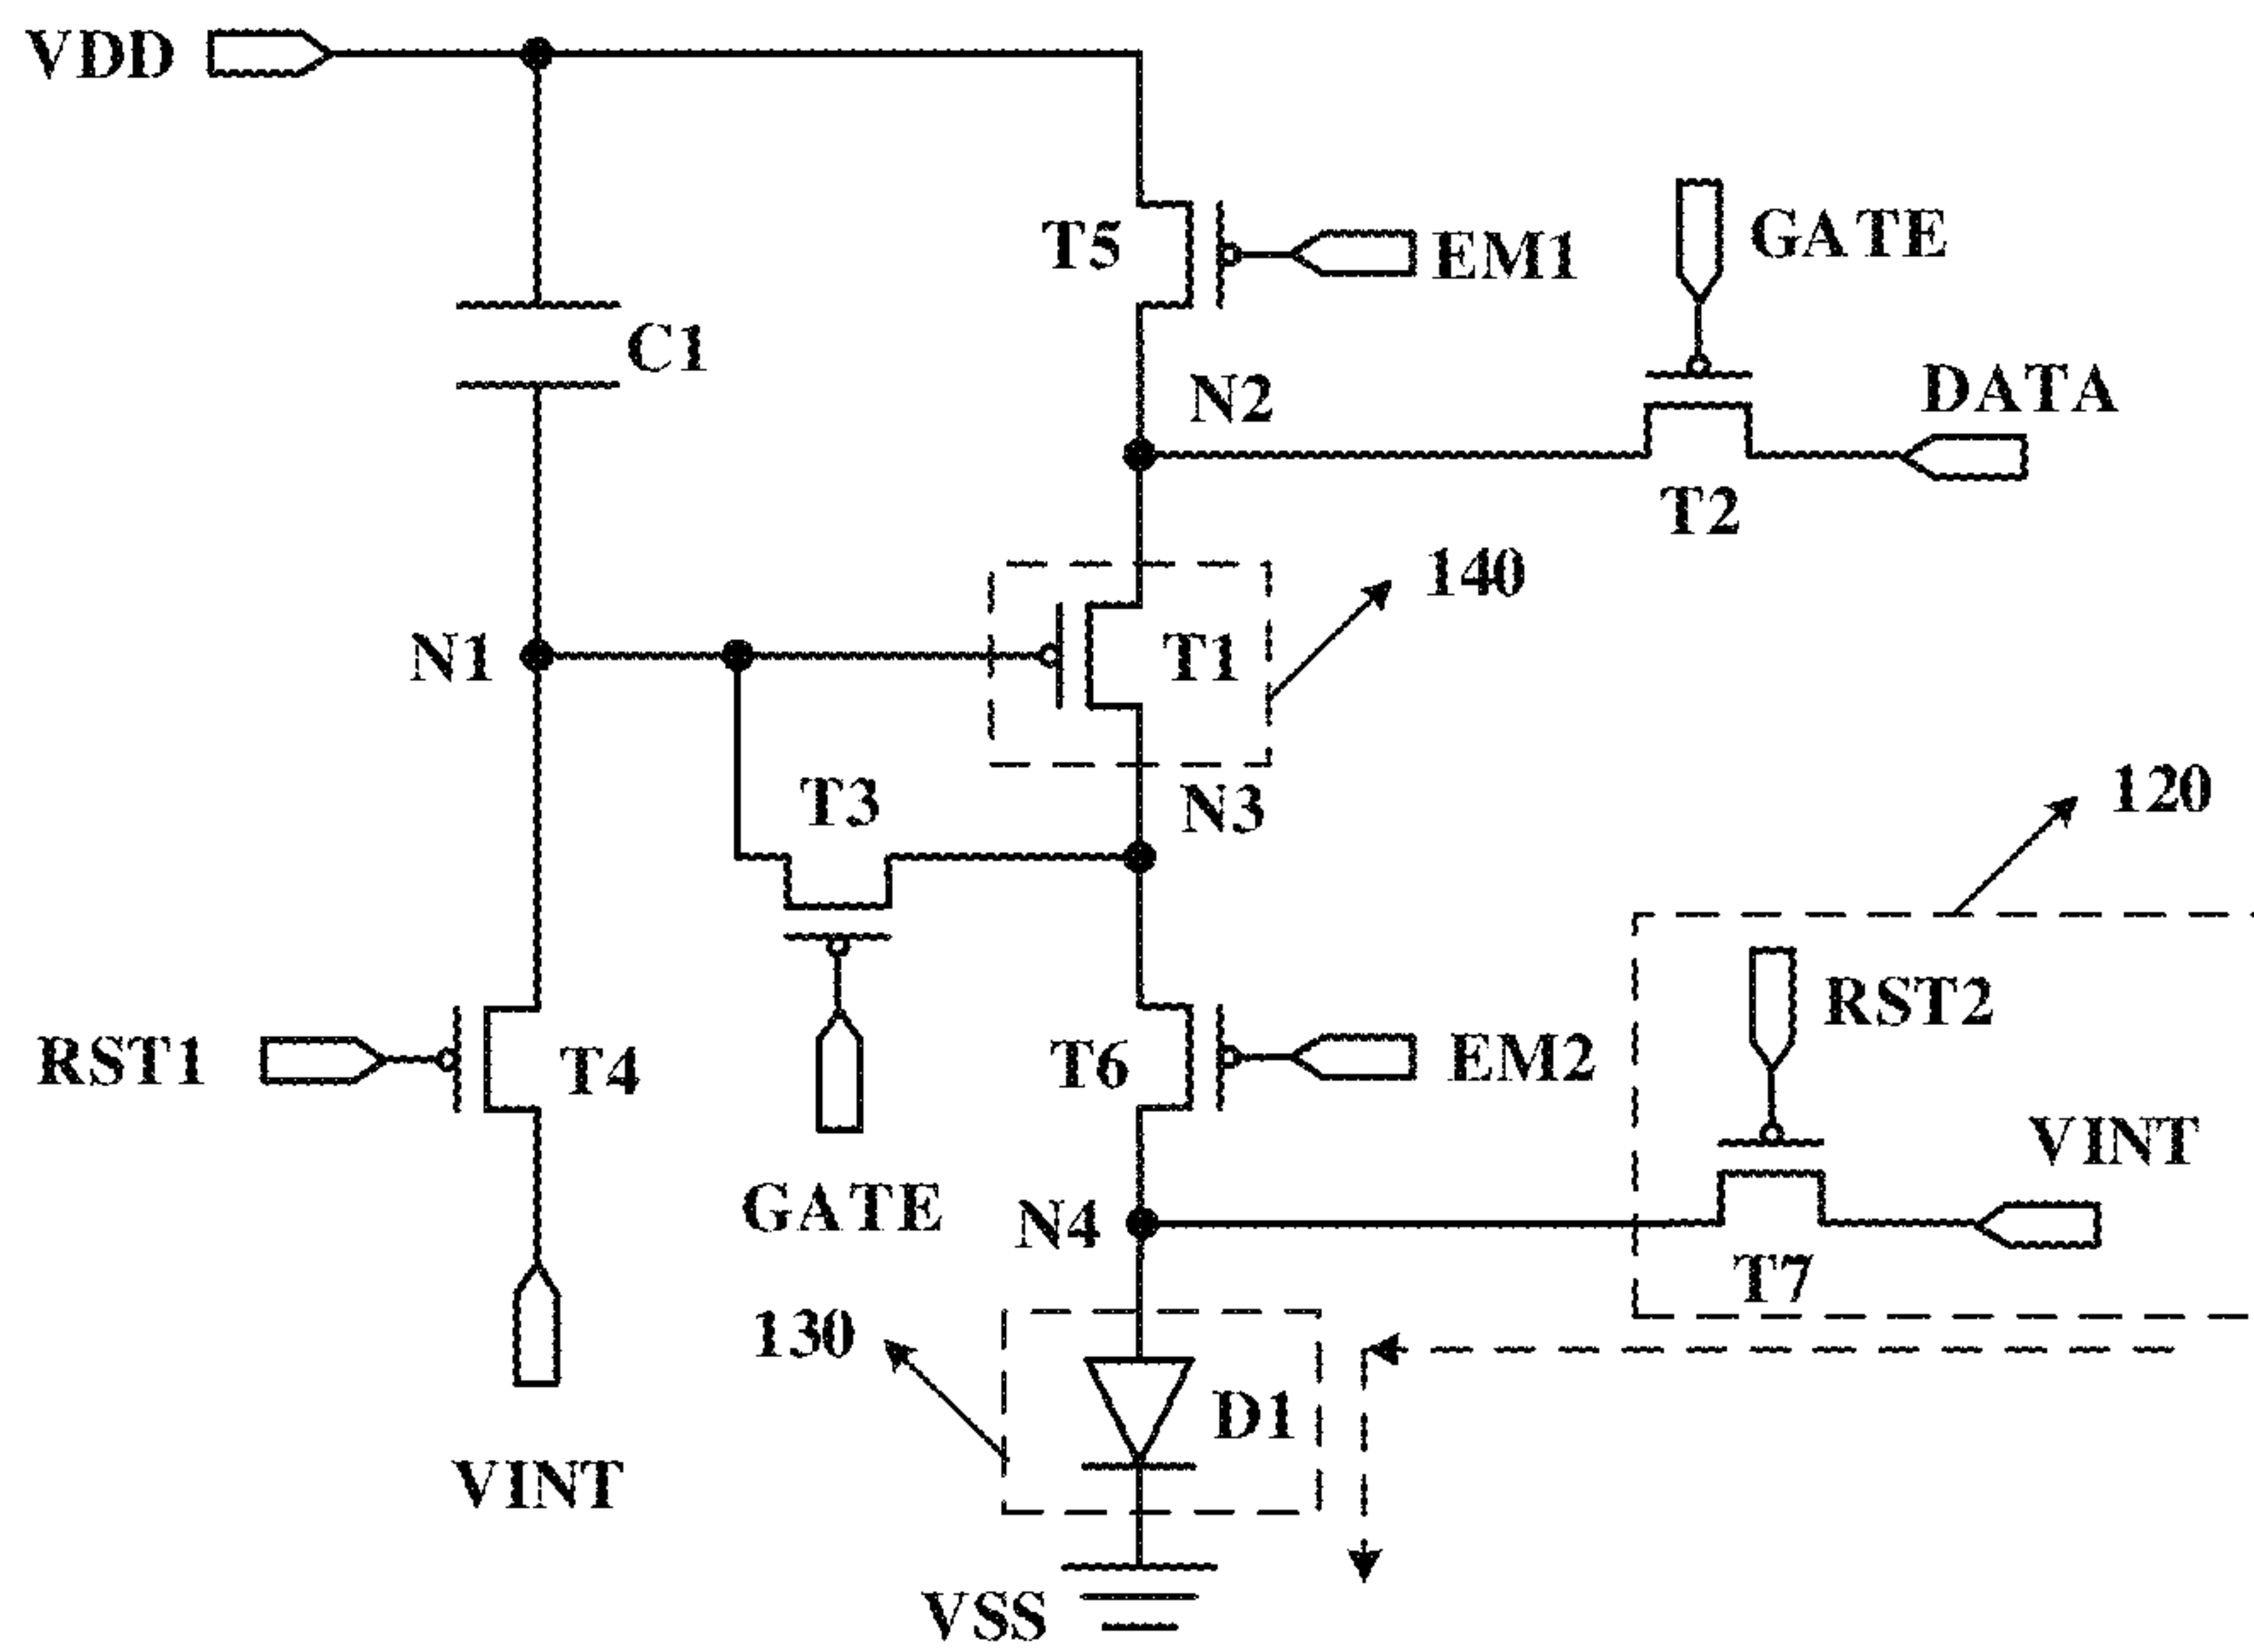 VDD
T5
EM1
GATE
C1
N2
DATA
T2
140
N1
T1
T3
N3
120
RST2
RST1
T4
T6
EM2
VINT
GATE
N4
T7
130
D1
VINT
VSS